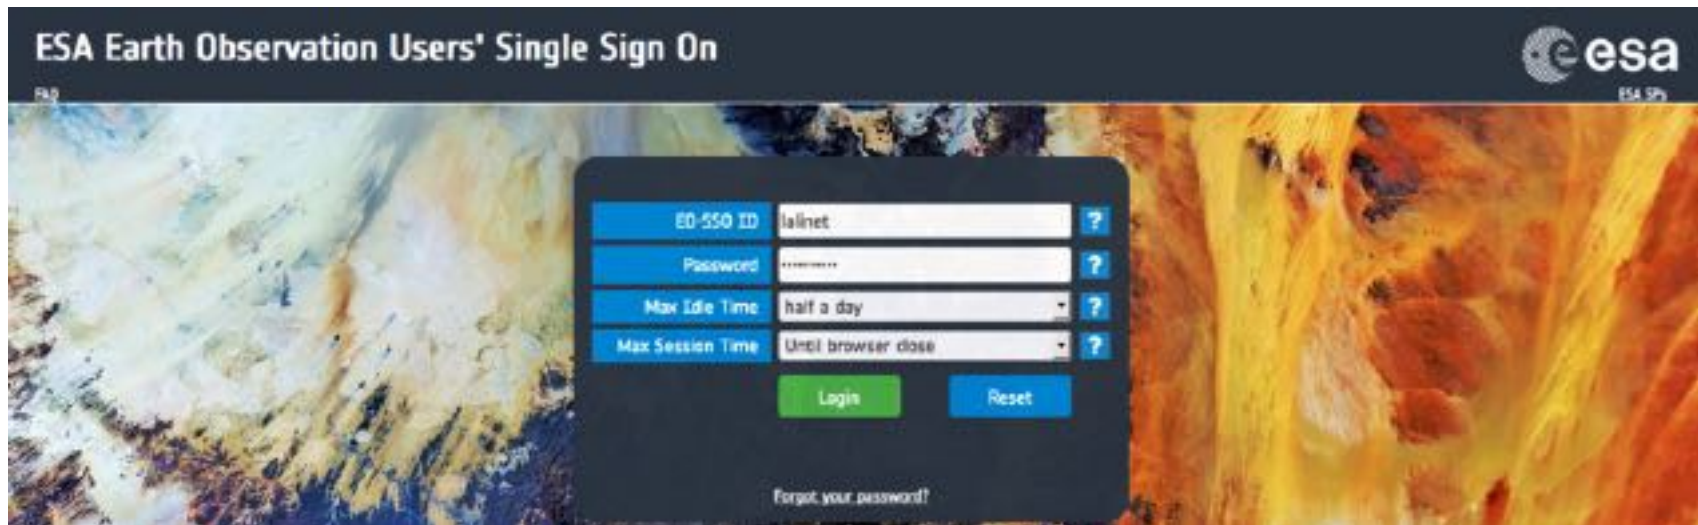 ESA Earth Observation Users' Single Sign On
esa
FAQ
ESA SPs
EO-SSO ID
lalinet
?
Password
··········
?
Max Idle Time
half a day
?
Max Session Time
Until browser close
?
Login
Reset
Forgot your password?